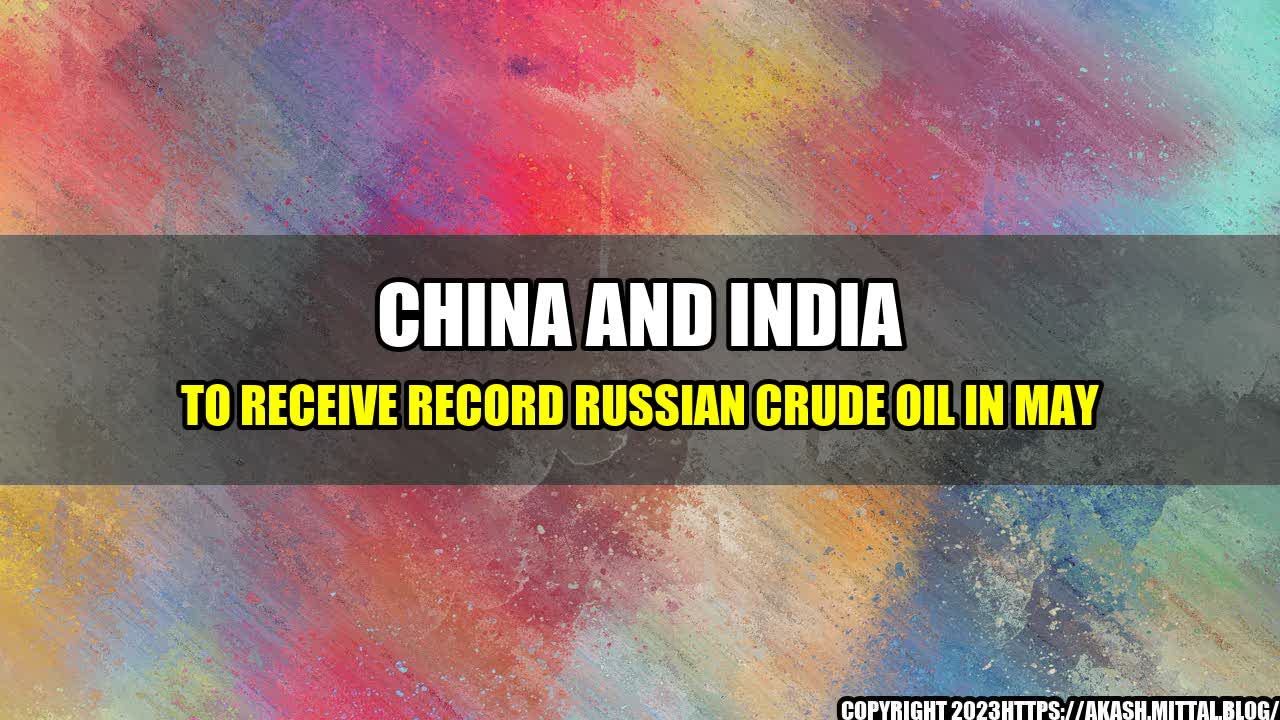 CHINA AND INDIA
TO RECEIVE RECORD RUSSIAN CRUDE OIL IN MAY
COPYRIGHT 2023HTTPS://AKASH.MITTAL.BLOG/